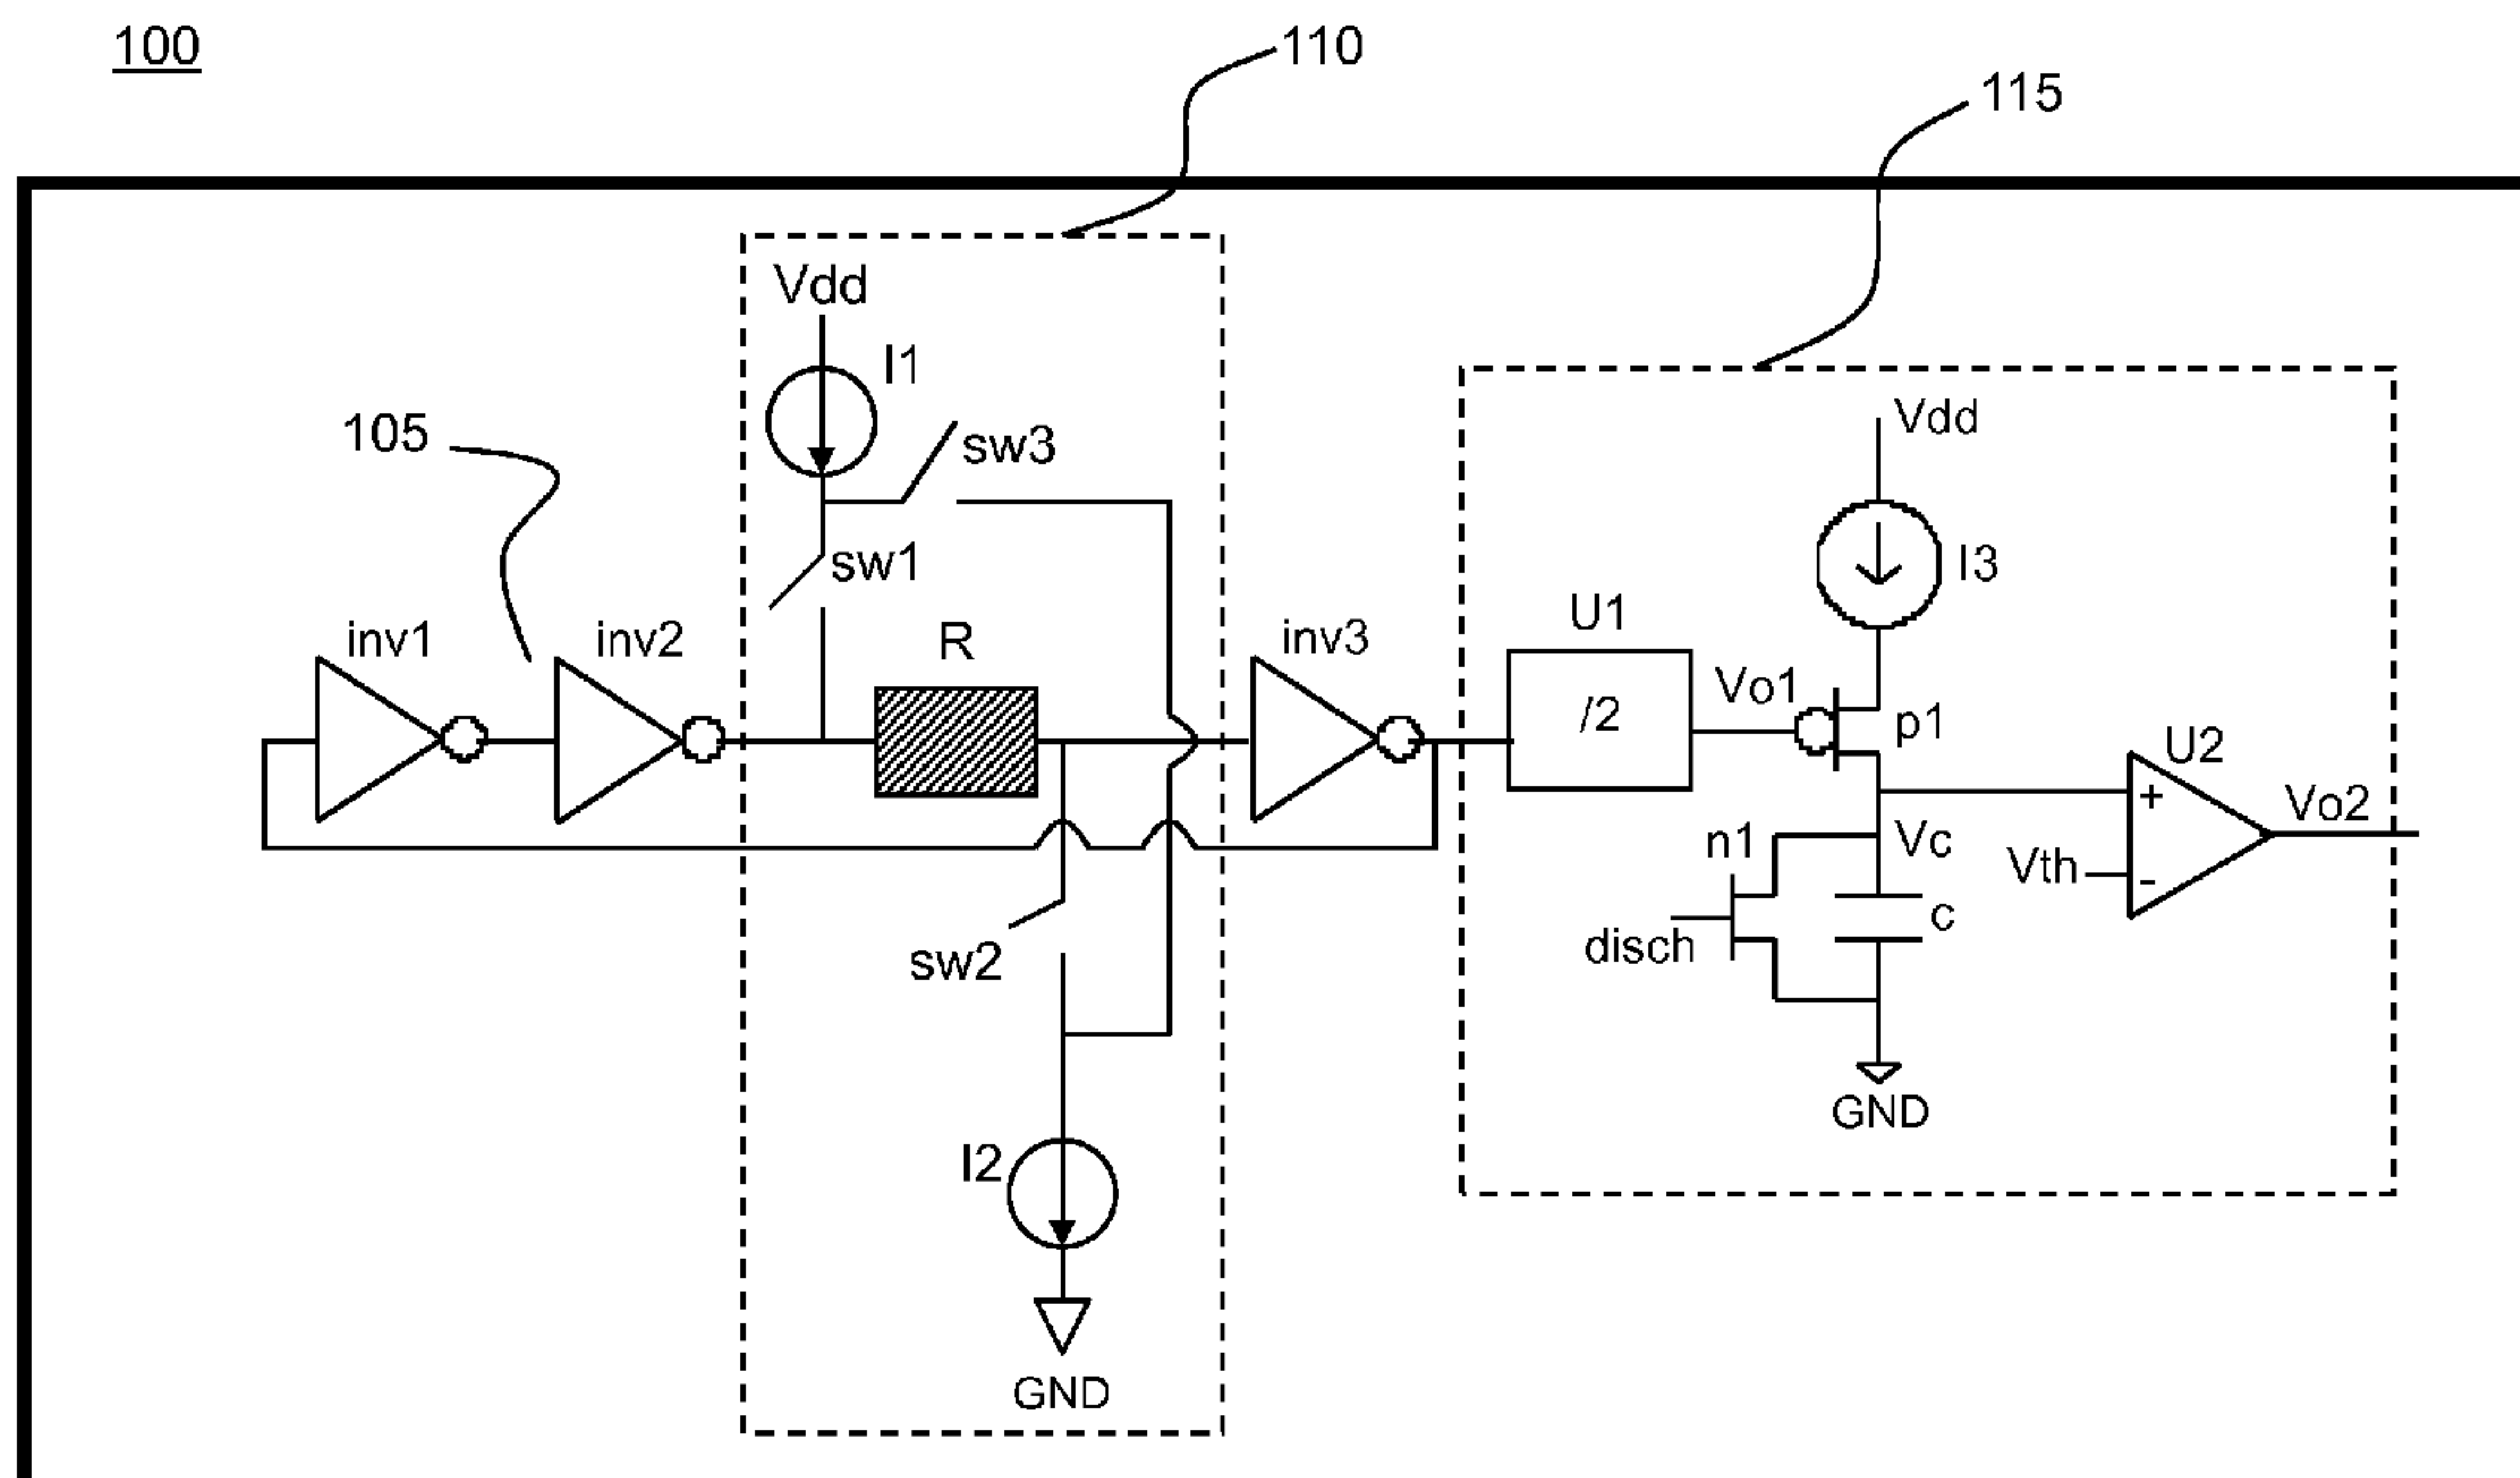 100
110
115
Vdd
I1
sw3
Vdd
105
sw1
I3
inv1
inv2
R
inv3
U1
/2
Vo1
p1
U2
+
Vo2
n1
Vc
Vth
-
c
disch
sw2
GND
I2
GND